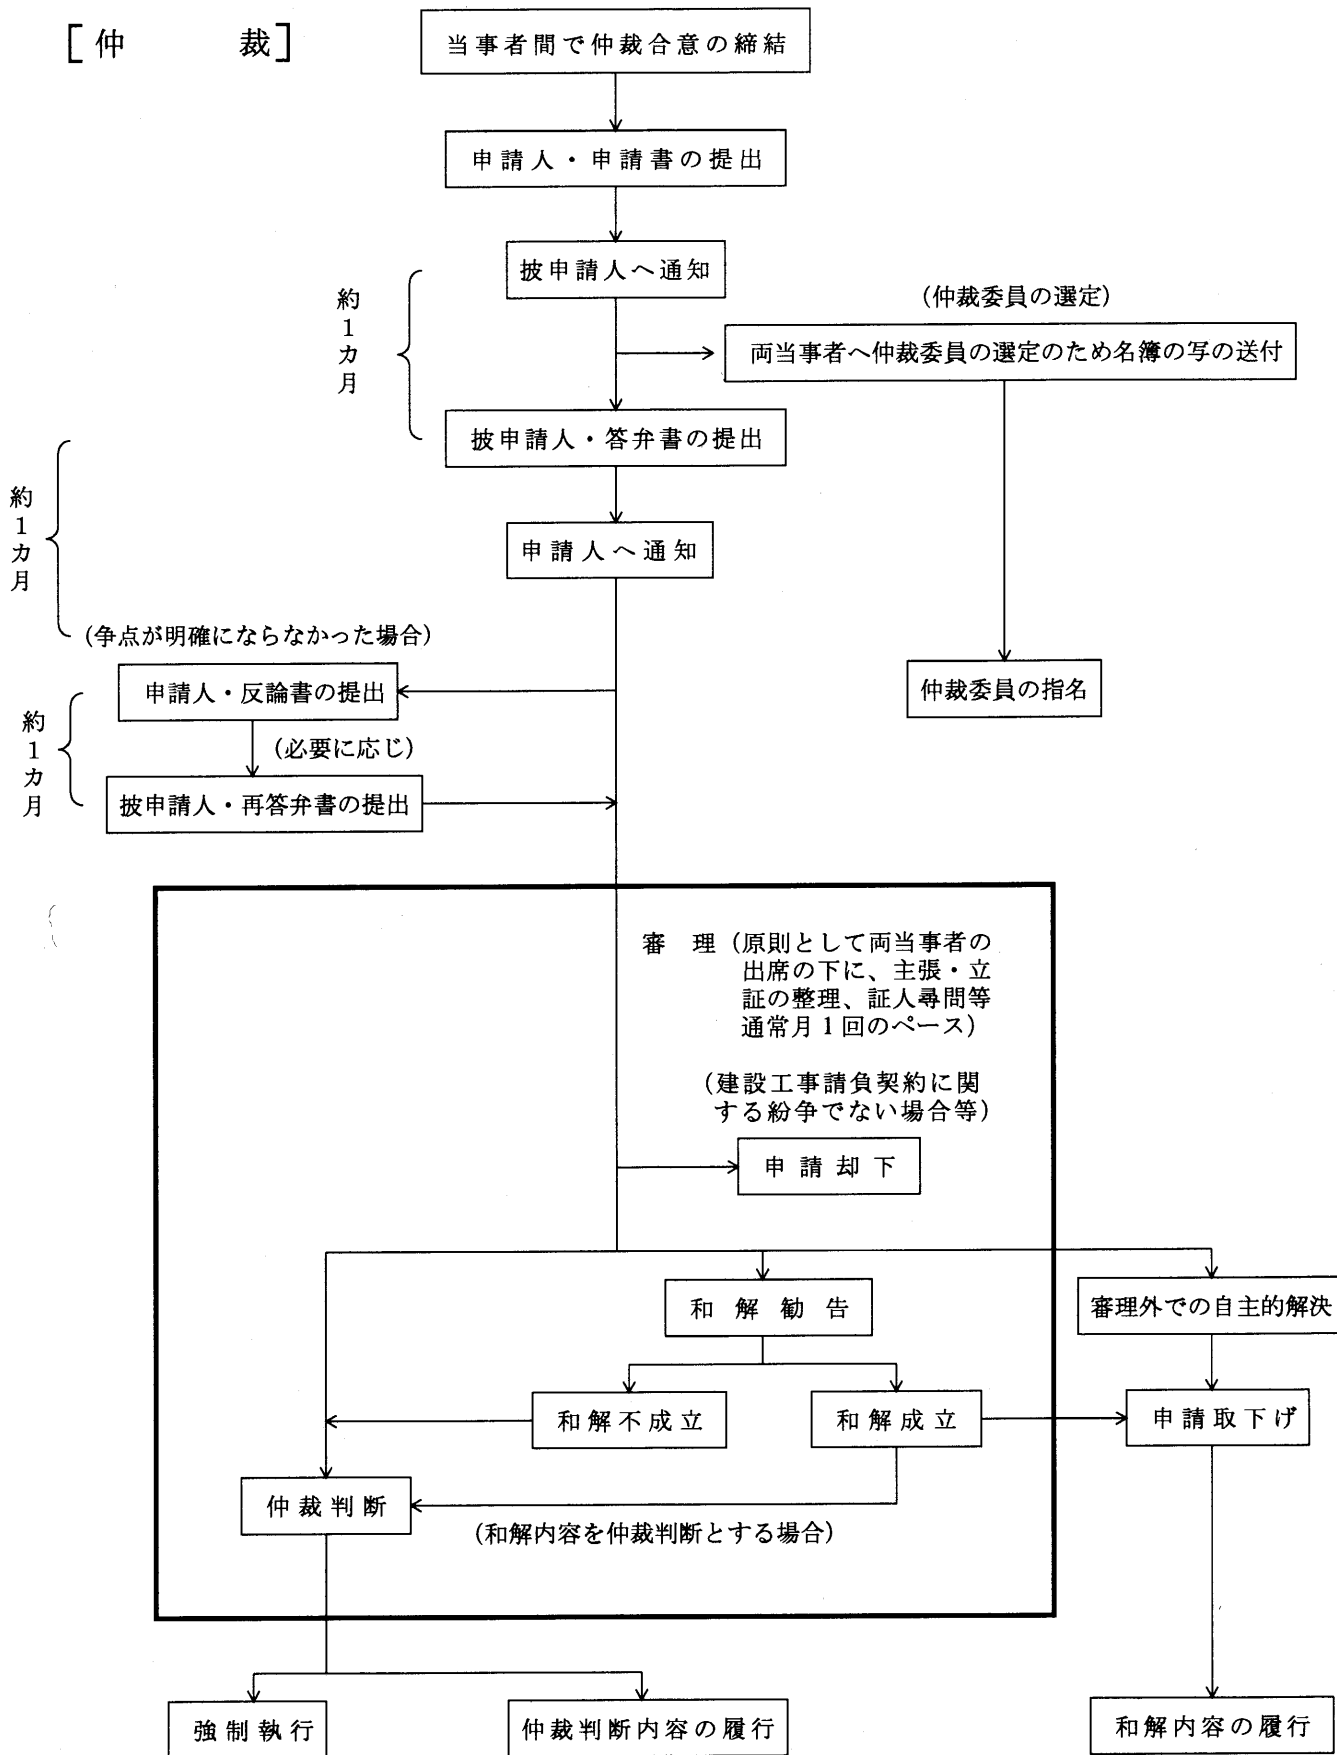 [仲　裁]
当事者間で仲裁合意の締結
申請人・申請書の提出
披申請人へ通知
約1カ月
(仲裁委員の選定)
両当事者へ仲裁委員の選定のため名簿の写の送付
披申請人・答弁書の提出
約1カ月
申請人へ通知
(争点が明確にならなかった場合)
申請人・反論書の提出
仲裁委員の指名
約1カ月
(必要に応じ)
披申請人・再答弁書の提出
審　理（原則として両当事者の
出席の下に、主張・立
証の整理、証人尋問等
通常月1回のペース）
（建設工事請負契約に関
する紛争でない場合等）
申請却下
和解勧告
審理外での自主的解決
和解不成立
和解成立
申請取下げ
仲裁判断
(和解内容を仲裁判断とする場合)
強制執行
仲裁判断内容の履行
和解内容の履行